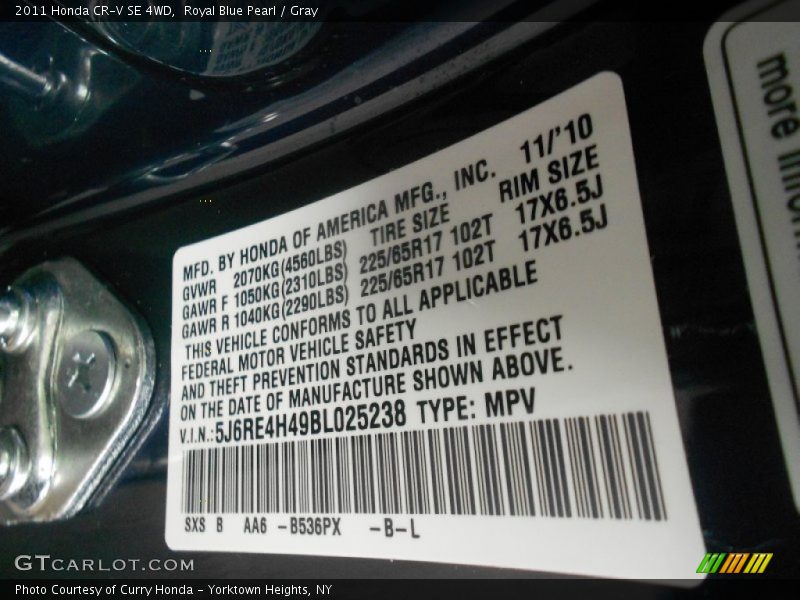 2011 Honda CR-V SE 4WD, Royal Blue Pearl / Gray
MFD. BY HONDA OF AMERICA MFG., INC. 11/'10
GVWR 2070KG(4560LBS) TIRE SIZE RIM SIZE
GAWR F 1050KG(2310LBS) 225/65R17 102T 17X6.5J
GAWR R 1040KG(2290LBS) 225/65R17 102T 17X6.5J
THIS VEHICLE CONFORMS TO ALL APPLICABLE
FEDERAL MOTOR VEHICLE SAFETY
AND THEFT PREVENTION STANDARDS IN EFFECT
ON THE DATE OF MANUFACTURE SHOWN ABOVE.
V.I.N.:5J6RE4H49BL025238 TYPE: MPV
SXS B AA6 -B536PX -B-L
more
GTCARLOT.COM
Photo Courtesy of Curry Honda - Yorktown Heights, NY